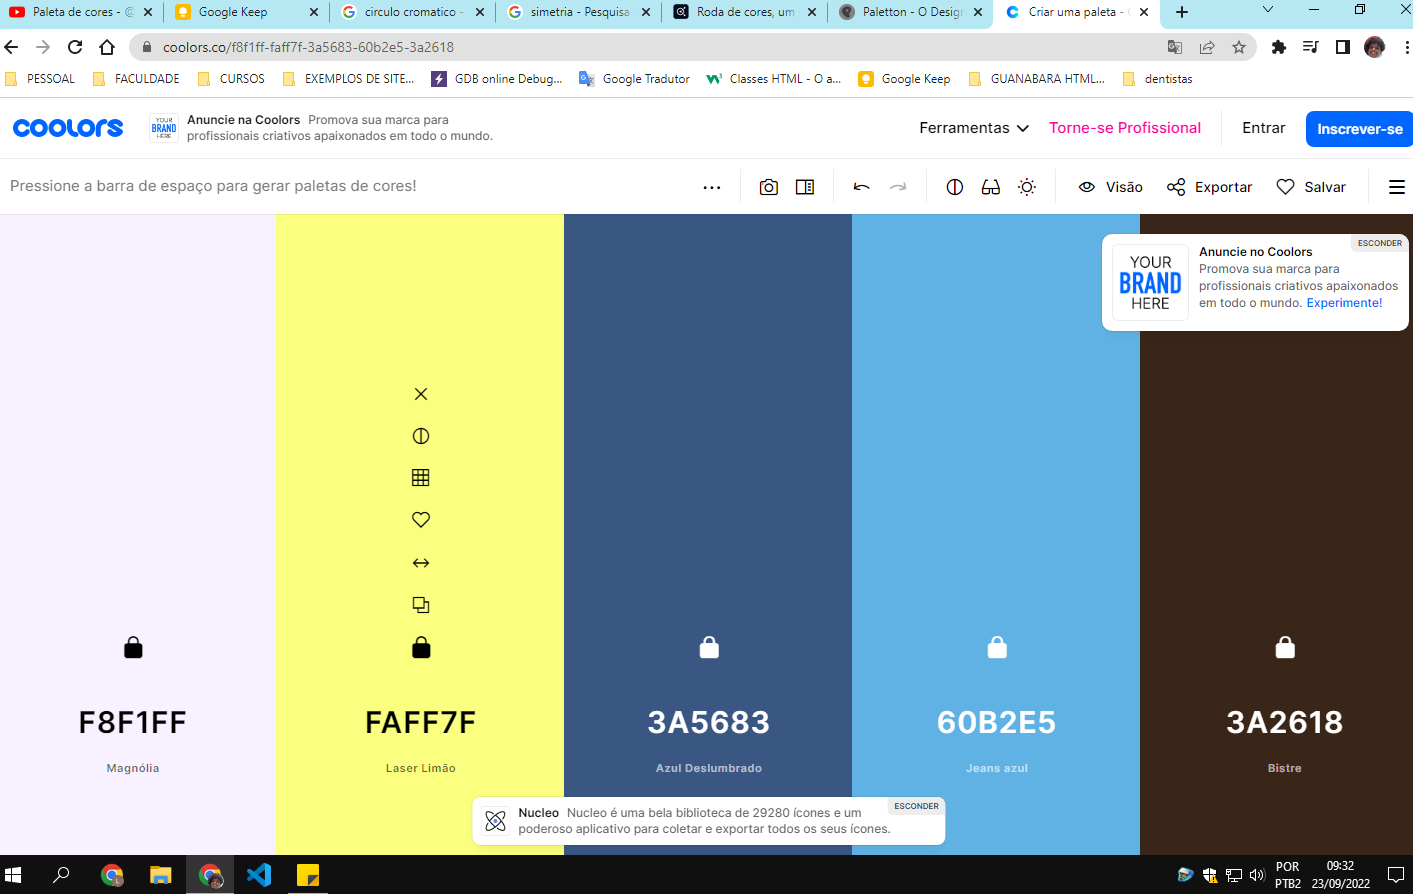 Paleta de cores - @
Google Keep
circulo cromatico -
simetria - Pesquisa
Roda de cores, um
Paletton - O Design
Criar uma paleta -
coolors.co/f8f1ff-faff7f-3a5683-60b2e5-3a2618
PESSOAL
FACULDADE
CURSOS
EXEMPLOS DE SITE...
GDB online Debug...
Google Tradutor
Classes HTML - O a...
Google Keep
GUANABARA HTML...
dentistas
coolors
YOUR
BRAND
HERE
Anuncie na Coolors Promova sua marca para
profissionais criativos apaixonados em todo o mundo.
Ferramentas
Torne-se Profissional
Entrar
Inscrever-se
Pressione a barra de espaço para gerar paletas de cores!
Visão
Exportar
Salvar
ESCONDER
YOUR
BRAND
HERE
Anuncie no Coolors
Promova sua marca para
profissionais criativos apaixonados
em todo o mundo. Experimente!
F8F1FF
Magnólia
FAFF7F
Laser Limão
3A5683
Azul Deslumbrado
60B2E5
Jeans azul
3A2618
Bistre
ESCONDER
Nucleo Nucleo é uma bela biblioteca de 29280 ícones e um
poderoso aplicativo para coletar e exportar todos os seus ícones.
POR
PTB2
09:32
23/09/2022